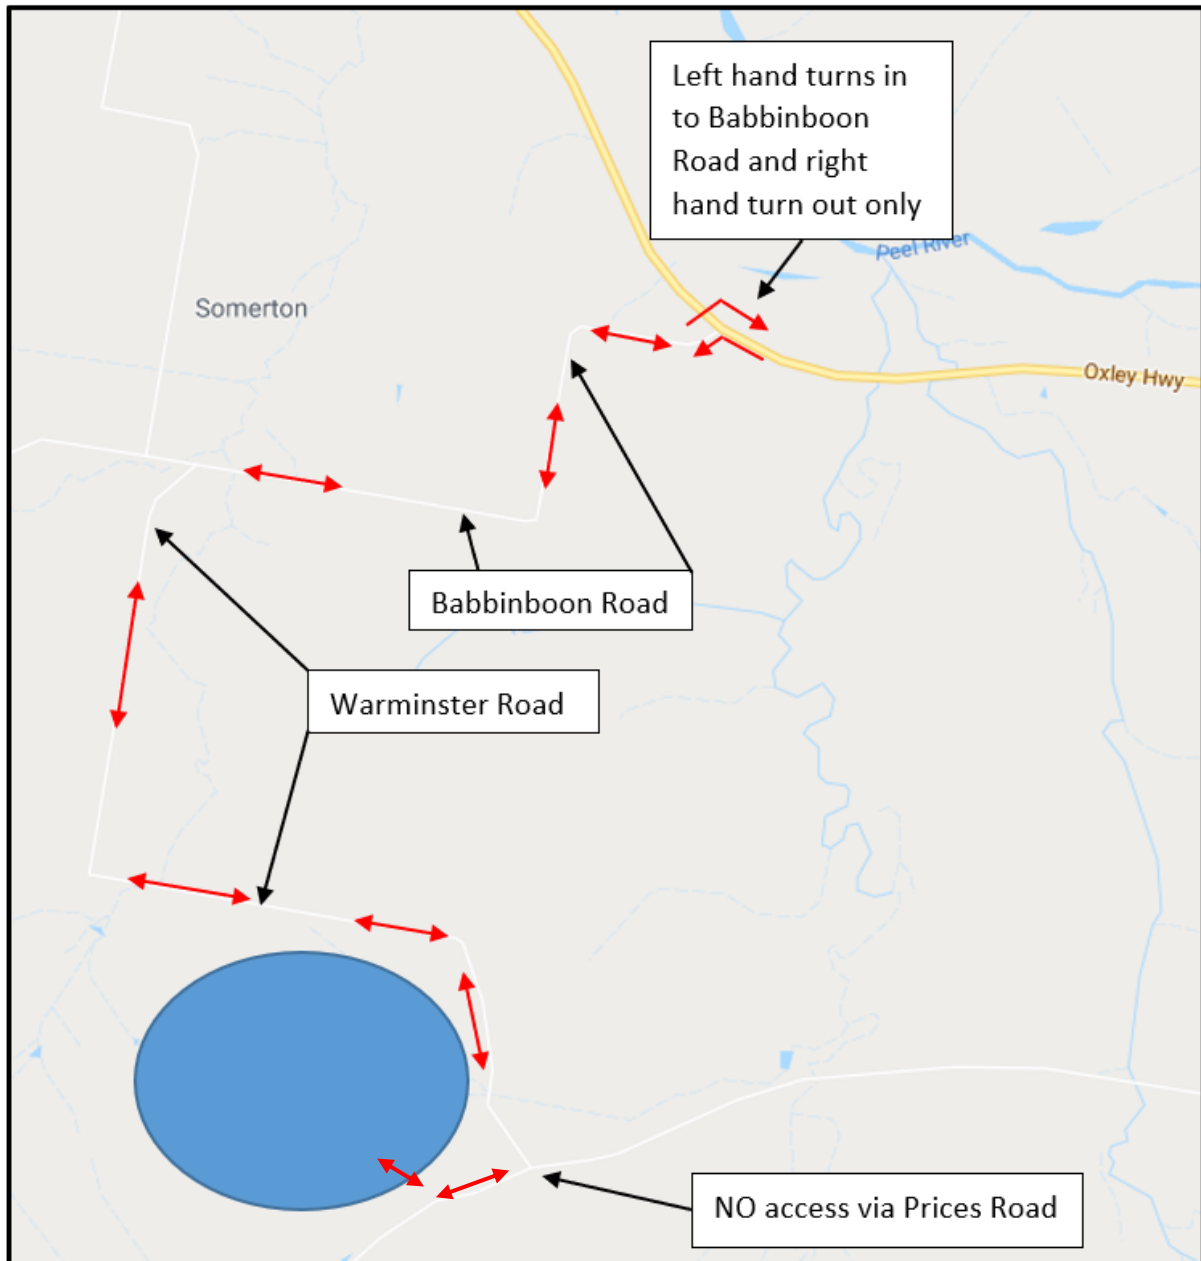 Left hand turns in
to Babbinboon
Road and right
hand turn out only
Peel River
Somerton
Oxley Hwy
Babbinboon Road
Warminster Road
NO access via Prices Road